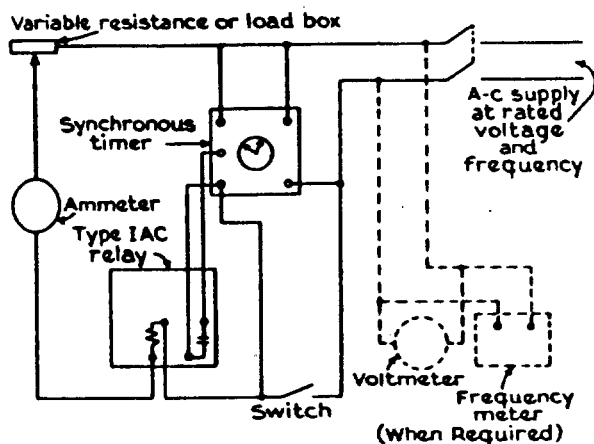 Variable resistance or load box
A-c supply
at rated
voltage
and
frequency
Synchronous
timer
Ammeter
Type IAC
relay
Voltmeter
Switch
Frequency
meter
(When Required)